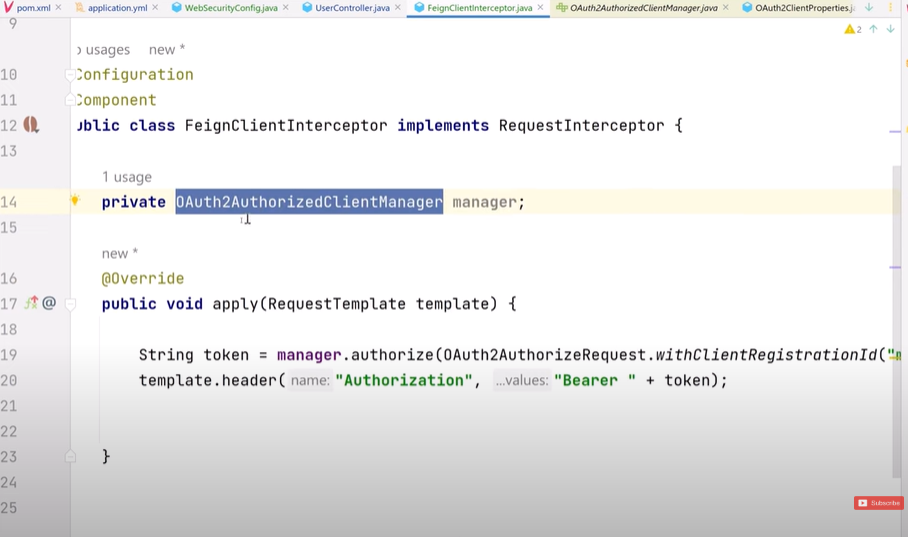 pom.xml × application.yml × WebSecurityConfig.java × UserController.java × FeignClientInterceptor.java × OAuth2AuthorizedClientManager.java × OAuth2ClientProperties.j
9
2
usages new *
10 Configuration
11 Component
12 ublic class FeignClientInterceptor implements RequestInterceptor {
13
1 usage
14 private OAuth2AuthorizedClientManager manager;
15
new *
16 @Override
17 @ public void apply(RequestTemplate template) {
18
19 String token = manager.authorize(OAuth2AuthorizeRequest.withClientRegistrationId("m
20 template.header( name: "Authorization", ...values: "Bearer " + token);
21
22
23 }
24
25
Subscribe